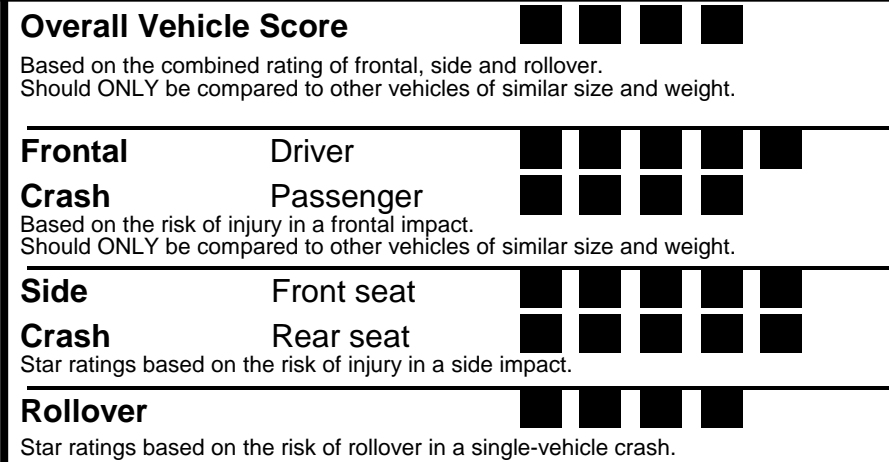 Overall Vehicle Score
Based on the combined rating of frontal, side and rollover.
Should ONLY be compared to other vehicles of similar size and weight.
Frontal Driver
Crash Passenger
Based on the risk of injury in a frontal impact.
Should ONLY be compared to other vehicles of similar size and weight.
Side Front seat
Crash Rear seat
Star ratings based on the risk of injury in a side impact.
Rollover
Star ratings based on the risk of rollover in a single-vehicle crash.